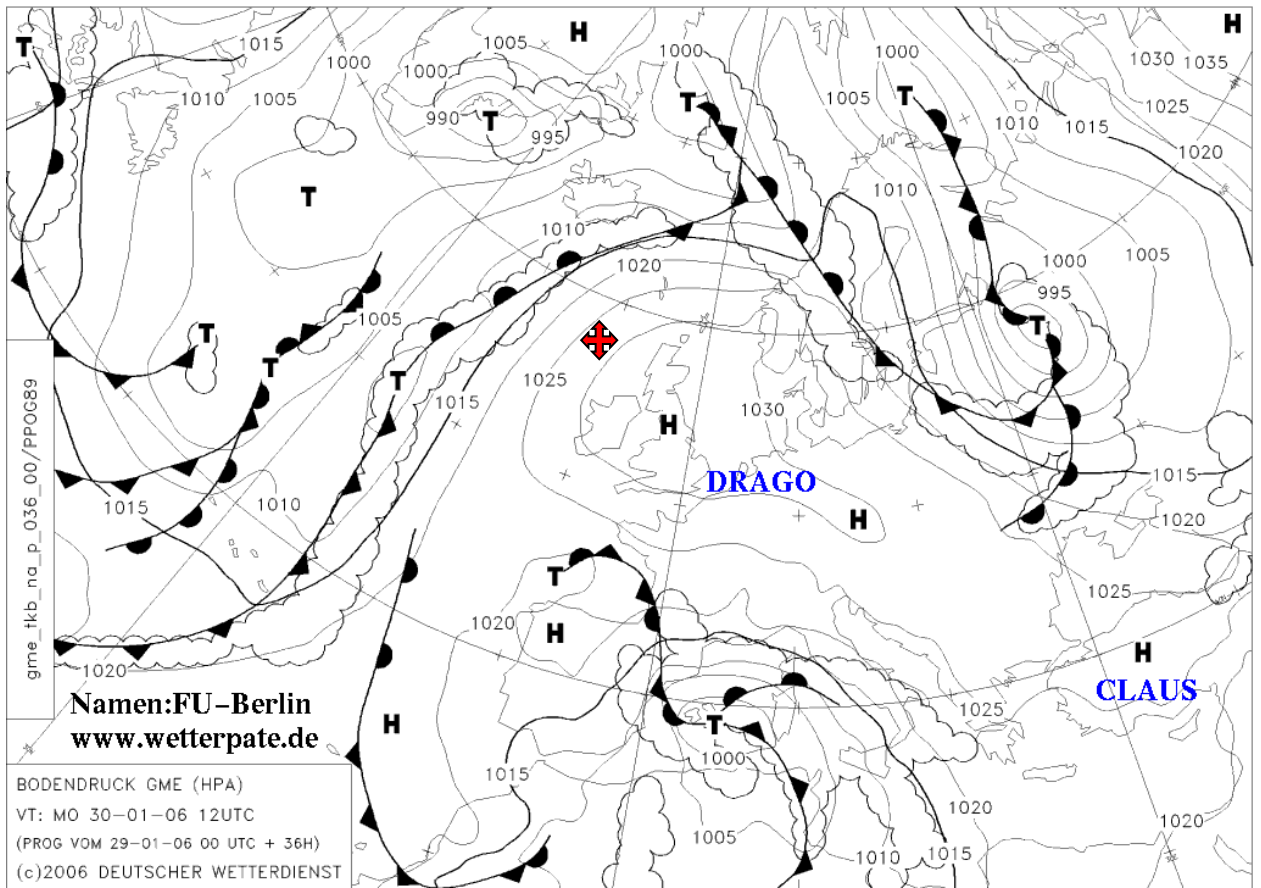 H
H
T
1015
1005
1000
1000
1030
1035
1000
1000
1010
1005
1005
1025
T
T
990
T
995
1010
1015
1020
T
1010
1010
1005
1020
1000
995
1005
T
T
T
T
1025
1015
1030
H
DRAGO
1015
1015
1010
H
1020
T
1025
1020
H
H
1020
CLAUS
H
T
1025
1000
1015
1020
1020
1005
1010
1015
gme_tkb_na_p_036_00/PPOG89
Namen:FU-Berlin
www.wetterpate.de
BODENDRUCK GME (HPA)
VT: MO 30-01-06 12UTC
(PROG VOM 29-01-06 00 UTC + 36H)
(c)2006 DEUTSCHER WETTERDIENST